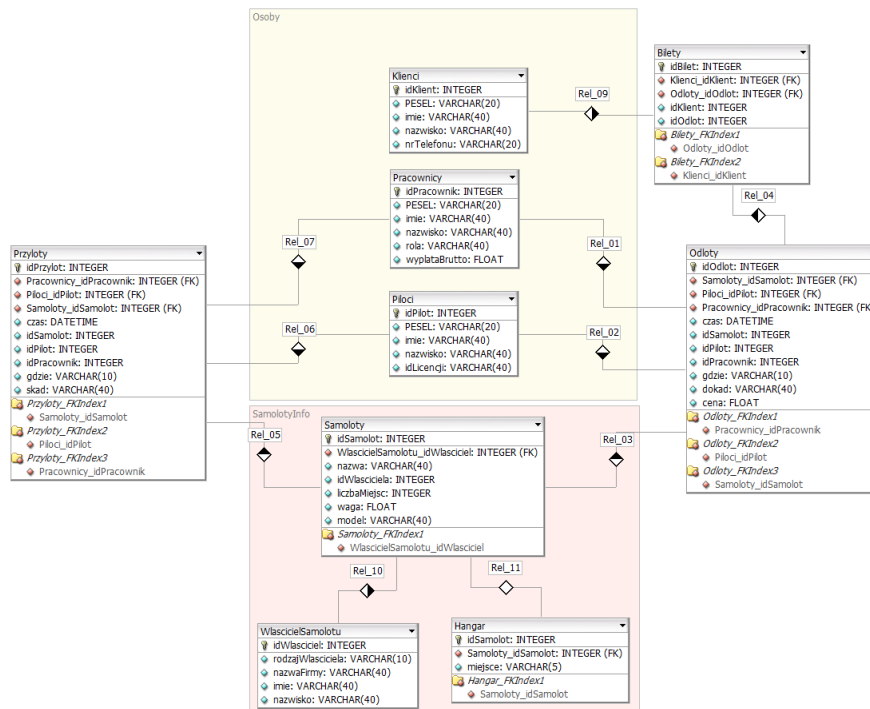 Osoby
Klienci
idKlient: INTEGER
PESEL: VARCHAR(20)
imie: VARCHAR(40)
nazwisko: VARCHAR(40)
nrTelefonu: VARCHAR(20)
Rel_09
Bilety
idBilet: INTEGER
Klienci_idKlient: INTEGER (FK)
Odloty_idOdlot: INTEGER (FK)
idKlient: INTEGER
idOdlot: INTEGER
Bilety_FKIndex1
Odloty_idOdlot
Bilety_FKIndex2
Klienci_idKlient
Rel_04
Pracownicy
idPracownik: INTEGER
PESEL: VARCHAR(20)
imie: VARCHAR(40)
nazwisko: VARCHAR(40)
rola: VARCHAR(40)
wyplataBrutto: FLOAT
Rel_07
Rel_01
Przyloty
idPrzylot: INTEGER
Pracownicy_idPracownik: INTEGER (FK)
Piloci_idPilot: INTEGER (FK)
Samoloty_idSamolot: INTEGER (FK)
czas: DATETIME
idSamolot: INTEGER
idPilot: INTEGER
idPracownik: INTEGER
gdzie: VARCHAR(10)
skad: VARCHAR(40)
Przyloty_FKIndex1
Samoloty_idSamolot
Przyloty_FKIndex2
Piloci_idPilot
Przyloty_FKIndex3
Pracownicy_idPracownik
Piloci
idPilot: INTEGER
PESEL: VARCHAR(20)
imie: VARCHAR(40)
nazwisko: VARCHAR(40)
idLicencji: VARCHAR(40)
Rel_06
Rel_02
Odloty
idOdlot: INTEGER
Samoloty_idSamolot: INTEGER (FK)
Piloci_idPilot: INTEGER (FK)
Pracownicy_idPracownik: INTEGER (FK
czas: DATETIME
idSamolot: INTEGER
idPilot: INTEGER
idPracownik: INTEGER
gdzie: VARCHAR(10)
dokad: VARCHAR(40)
cena: FLOAT
Odloty_FKIndex1
Pracownicy_idPracownik
Odloty_FKIndex2
Piloci_idPilot
Odloty_FKIndex3
Samoloty_idSamolot
SamolotyInfo
Rel_05
Rel_03
Samoloty
idSamolot: INTEGER
WlascicielSamolotu_idWlasciciel: INTEGER (FK)
nazwa: VARCHAR(40)
idWlasciciela: INTEGER
liczbaMiejsc: INTEGER
waga: FLOAT
model: VARCHAR(40)
Samoloty_FKIndex1
WlascicielSamolotu_idWlasciciel
Rel_10
Rel_11
WlascicielSamolotu
idWlasciciel: INTEGER
rodzajWlasciciela: VARCHAR(10)
nazwaFirmy: VARCHAR(40)
imie: VARCHAR(40)
nazwisko: VARCHAR(40)
Hangar
idSamolot: INTEGER
Samoloty_idSamolot: INTEGER (FK)
miejsce: VARCHAR(5)
Hangar_FKIndex1
Samoloty_idSamolot